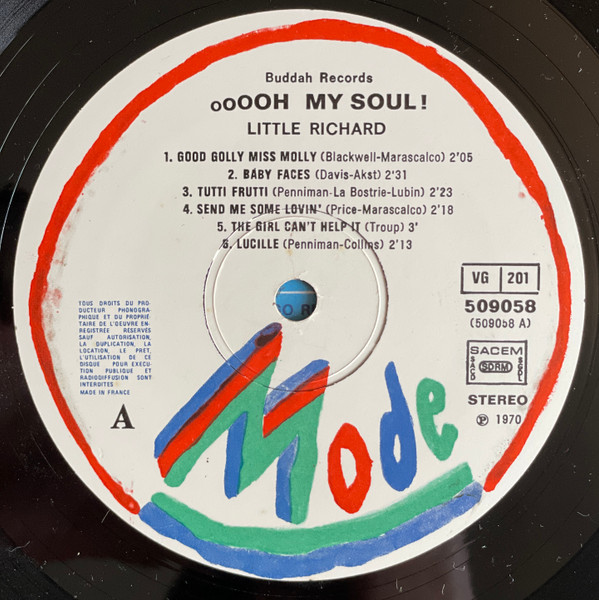 Buddah Records
oOOOH MY SOUL!
LITTLE RICHARD
1. GOOD GOLLY MISS MOLLY (Blackwell-Marascalco) 2'05
2. BABY FACES (Davis-Akst) 2'31
3. TUTTI FRUTTI (Penniman-La Bostrie-Lubin) 2'23
4. SEND ME SOME LOVIN' (Price-Marascalco) 2'18
5. THE GIRL CAN'T HELP IT (Troup) 3'
6. LUCILLE (Penniman-Collins) 2'13
VG 201
509058
(509058 A)
TOUS DROITS DU PRO-
DUCTEUR PHONOGRA-
PHIQUE ET DU PROPRIE-
TAIRE DE L'OEUVRE EN-
REGISTREE RESERVES
SAUF AUTORISATION,
LA DUPLICATION, LA
LOCATION, LE PRET,
L'UTILISATION DE CE
DISQUE POUR EXECU-
TION PUBLIQUE ET
RADIODIFFUSION SONT
INTERDITES
MADE IN FRANCE
SACEM
SACD SDRM SGDL
STEREO
℗ 1970
A
Mode